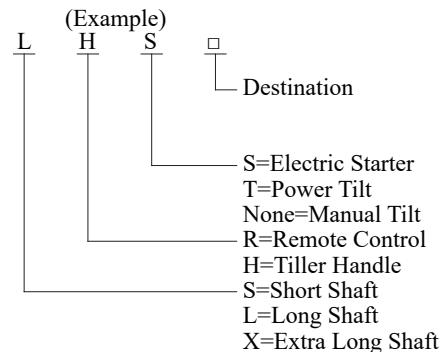 (Example)
L H S □
Destination
S=Electric Starter
T=Power Tilt
None=Manual Tilt
R=Remote Control
H=Tiller Handle
S=Short Shaft
L=Long Shaft
X=Extra Long Shaft